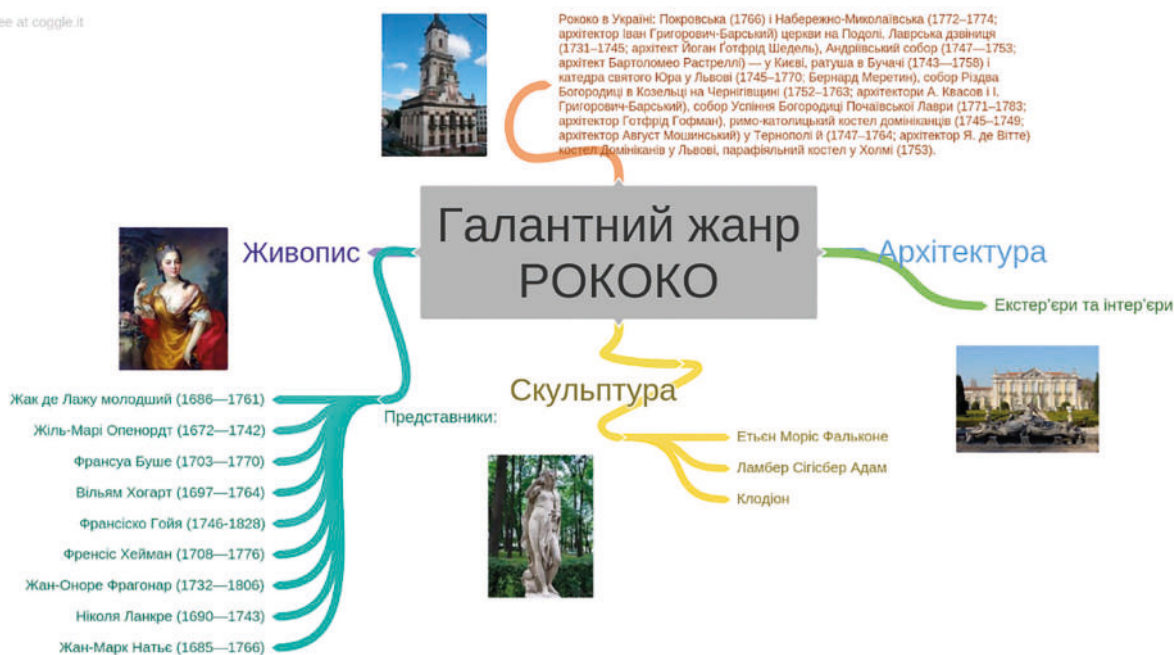 ee at coggle.it
Рококо в Україні: Покровська (1766) і Набережно-Миколаївська (1772–1774;
архітектор Іван Григорович-Барський) церкви на Подолі, Лаврська дзвіниця
(1731–1745; архітект Йоган Ґотфрід Шедель), Андріївський собор (1747—1753;
архітект Бартоломео Растреллі) — у Києві, ратуша в Бучачі (1743—1758) і
катедра святого Юра у Львові (1745–1770; Бернард Меретин), собор Різдва
Богородиці в Козельці на Чернігівщині (1752–1763; архітектори А. Квасов і І.
Григорович-Барський), собор Успіння Богородиці Почаївської Лаври (1771–1783;
архітектор Готфрід Гофман), римо-католицький костел домініканців (1745–1749;
архітектор Август Мошинський) у Тернополі й (1747–1764; архітектор Я. де Вітте)
костел Домініканів у Львові, парафіяльний костел у Холмі (1753).
Галантний жанр
РОКОКО
Живопис
Архітектура
Екстер'єри та інтер'єри
Скульптура
Представники:
Жак де Лажу молодший (1686—1761)
Жіль-Марі Опенордт (1672—1742)
Франсуа Буше (1703—1770)
Вільям Хогарт (1697—1764)
Франсіско Гойя (1746-1828)
Френсіс Хейман (1708—1776)
Жан-Оноре Фрагонар (1732—1806)
Ніколя Ланкре (1690—1743)
Жан-Марк Натьє (1685—1766)
Етьєн Моріс Фальконе
Ламбер Сігісбер Адам
Клодіон